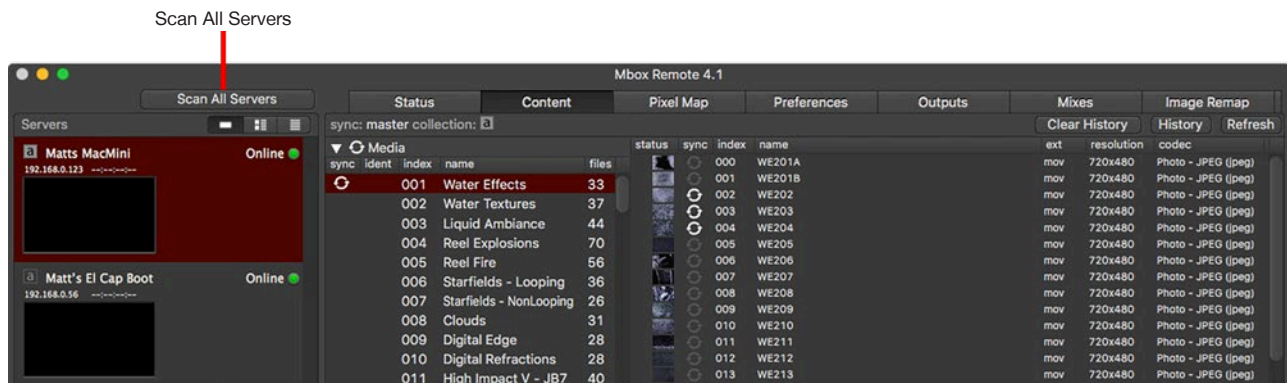 Scan All Servers
Mbox Remote 4.1
Scan All Servers Status Content Pixel Map Preferences Outputs Mixes Image Remap
Servers sync: master collection: a Clear History History Refresh
a Matts MacMini Online
192.168.0.123 --:--:--:--
a Matt's El Cap Boot Online
192.168.0.56 --:--:--:--
Media
sync ident index name files
001 Water Effects 33
002 Water Textures 37
003 Liquid Ambiance 44
004 Reel Explosions 70
005 Reel Fire 56
006 Starfields - Looping 36
007 Starfields - NonLooping 26
008 Clouds 31
009 Digital Edge 28
010 Digital Refractions 28
011 High Impact V - JB7 40
status sync index name ext resolution codec
000 WE201A mov 720x480 Photo - JPEG (jpeg)
001 WE201B mov 720x480 Photo - JPEG (jpeg)
002 WE202 mov 720x480 Photo - JPEG (jpeg)
003 WE203 mov 720x480 Photo - JPEG (jpeg)
004 WE204 mov 720x480 Photo - JPEG (jpeg)
005 WE205 mov 720x480 Photo - JPEG (jpeg)
006 WE206 mov 720x480 Photo - JPEG (jpeg)
007 WE207 mov 720x480 Photo - JPEG (jpeg)
008 WE208 mov 720x480 Photo - JPEG (jpeg)
009 WE209 mov 720x480 Photo - JPEG (jpeg)
010 WE210 mov 720x480 Photo - JPEG (jpeg)
011 WE211 mov 720x480 Photo - JPEG (jpeg)
012 WE212 mov 720x480 Photo - JPEG (jpeg)
013 WE213 mov 720x480 Photo - JPEG (jpeg)